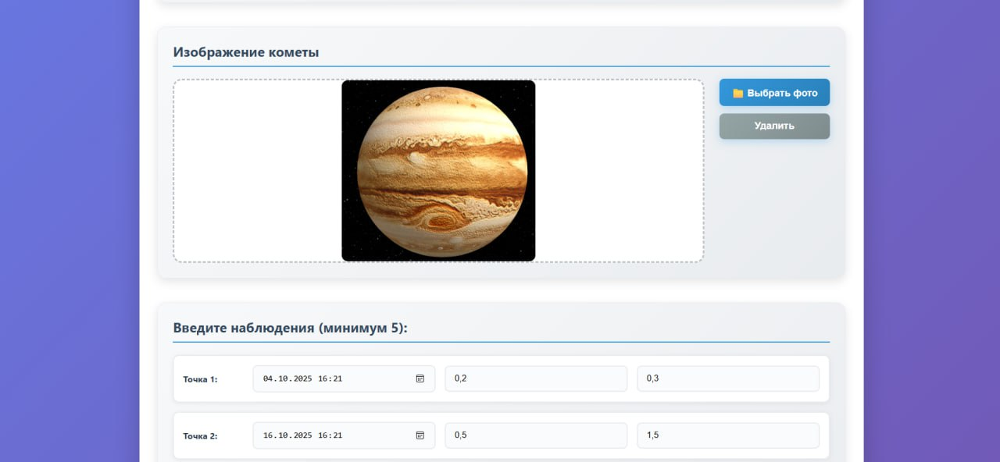 Изображение кометы
Выбрать фото
Удалить
Введите наблюдения (минимум 5):
Точка 1: 04.10.2025 16:21 0,2 0,3
Точка 2: 16.10.2025 16:21 0,5 1,5